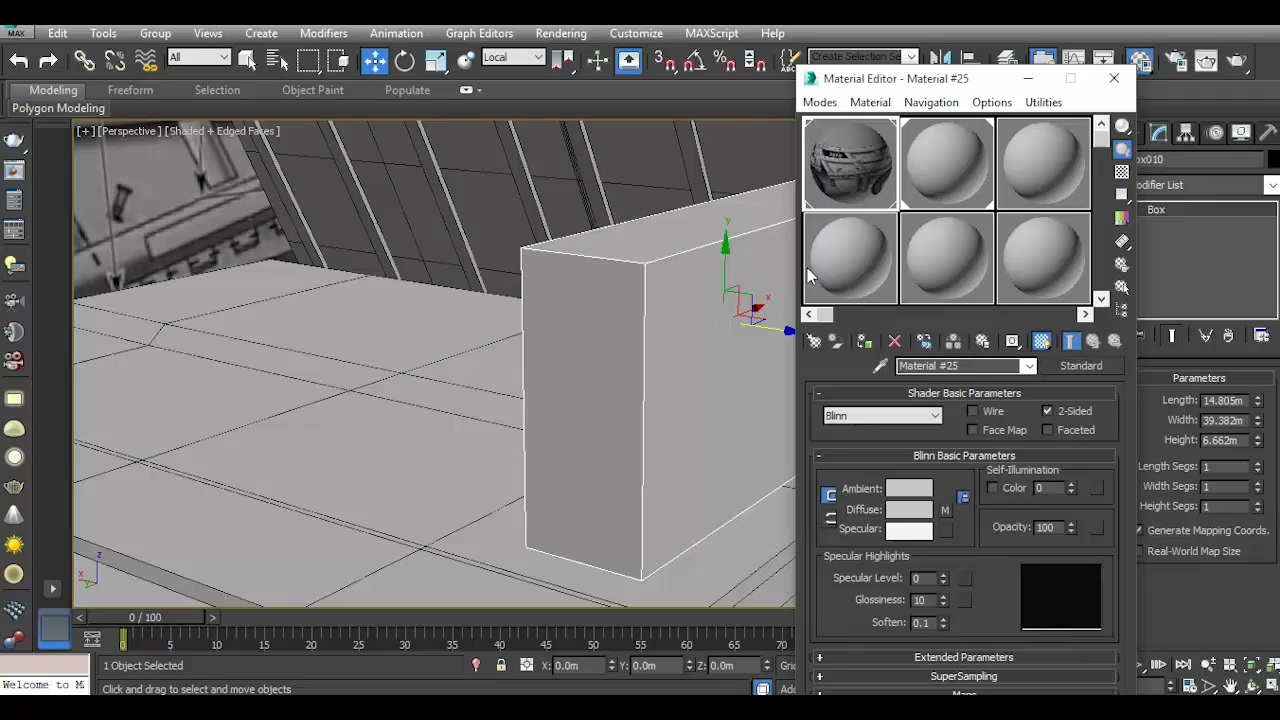 MAX Edit Tools Group Views Create Modifiers Animation Graph Editors Rendering Customize MAXScript Help
All Local Create Selection Se
Modeling Freeform Selection Object Paint Populate
Polygon Modeling
[+] [Perspective ] [Shaded + Edged Faces ]
Material Editor - Material #25
Modes Material Navigation Options Utilities
Material #25 Standard
Shader Basic Parameters
Blinn Wire 2-Sided
Face Map Faceted
Blinn Basic Parameters
Self-Illumination
Ambient: Color 0
Diffuse: M
Specular: Opacity: 100
Specular Highlights
Specular Level: 0
Glossiness: 10
Soften: 0.1
Extended Parameters
SuperSampling
Maps
ox010
odifier List
Box
Parameters
Length: 14.805m
Width: 39.382m
Height: 6.662m
Length Segs: 1
Width Segs: 1
Height Segs: 1
Generate Mapping Coords.
Real-World Map Size
y
x
z
x
y
0 / 100
0 5 10 15 20 25 30 35 40 45 50 55 60 65 70
1 Object Selected X: 0.0m Y: 0.0m Z: 0.0m Gri
Welcome to M Click and drag to select and move objects Add